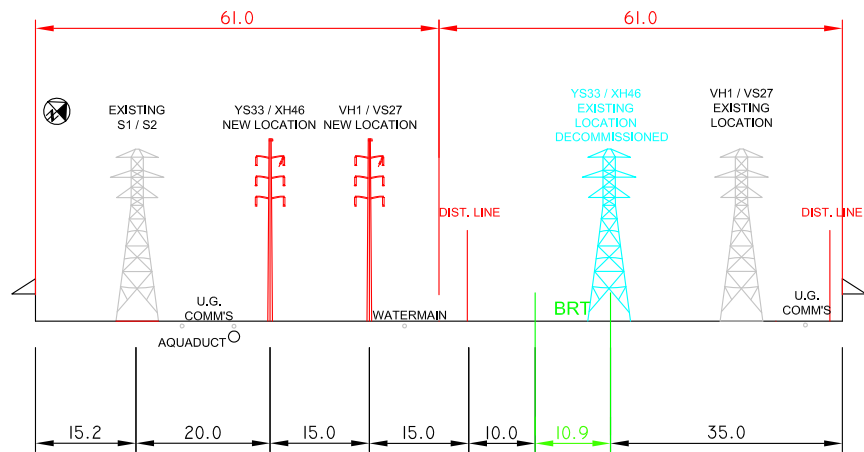 61.0
61.0
EXISTING
S1 / S2
YS33 / XH46
NEW LOCATION
VH1 / VS27
NEW LOCATION
YS33 / XH46
EXISTING
LOCATION
DECOMMISSIONED
VH1 / VS27
EXISTING
LOCATION
DIST. LINE
DIST. LINE
U.G.
COMM'S
AQUADUCT
WATERMAIN
BRT
U.G.
COMM'S
15.2
20.0
15.0
15.0
10.0
10.9
35.0